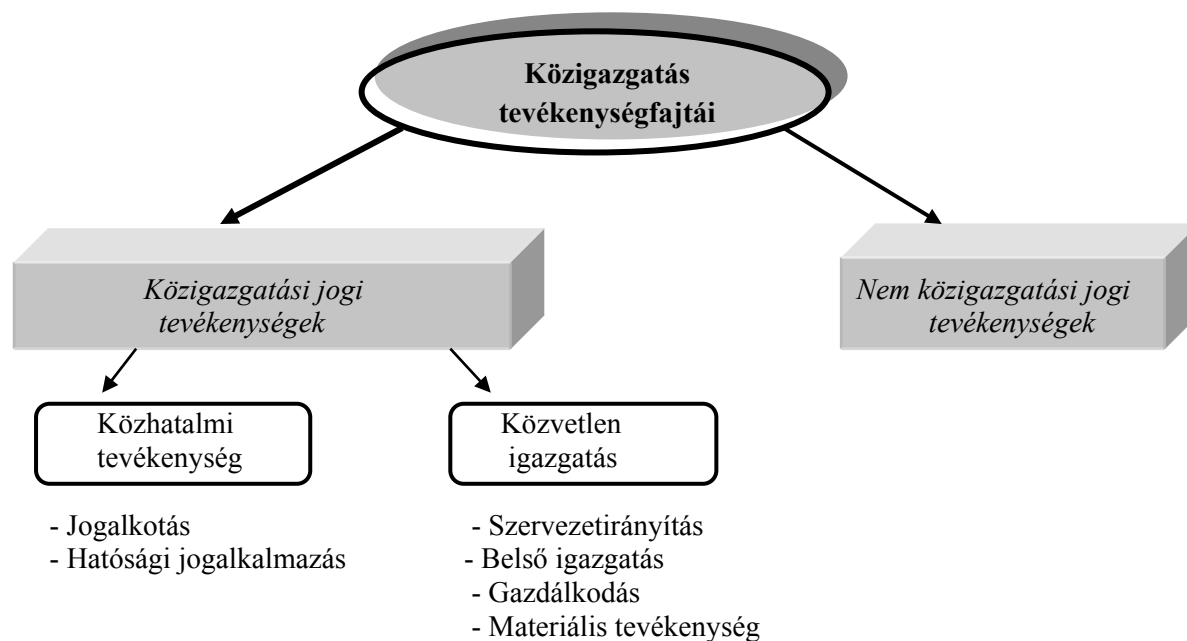 Közigazgatás
tevékenységfajtái
Közigazgatási jogi
tevékenységek
Nem közigazgatási jogi
tevékenységek
Közhatalmi
tevékenység
Közvetlen
igazgatás
- Jogalkotás
- Hatósági jogalkalmazás
- Szervezetirányítás
- Belső igazgatás
- Gazdálkodás
- Materiális tevékenység